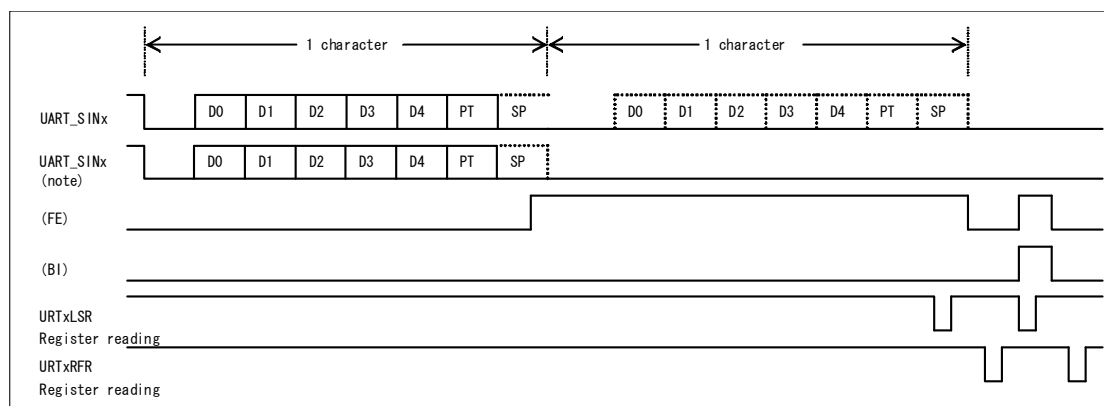 1 character 1 character
UART_SINx D0 D1 D2 D3 D4 PT SP D0 D1 D2 D3 D4 PT SP
UART_SINx D0 D1 D2 D3 D4 PT SP
(note)
(FE)
(BI)
URTxLSR
Register reading
URTxRFR
Register reading